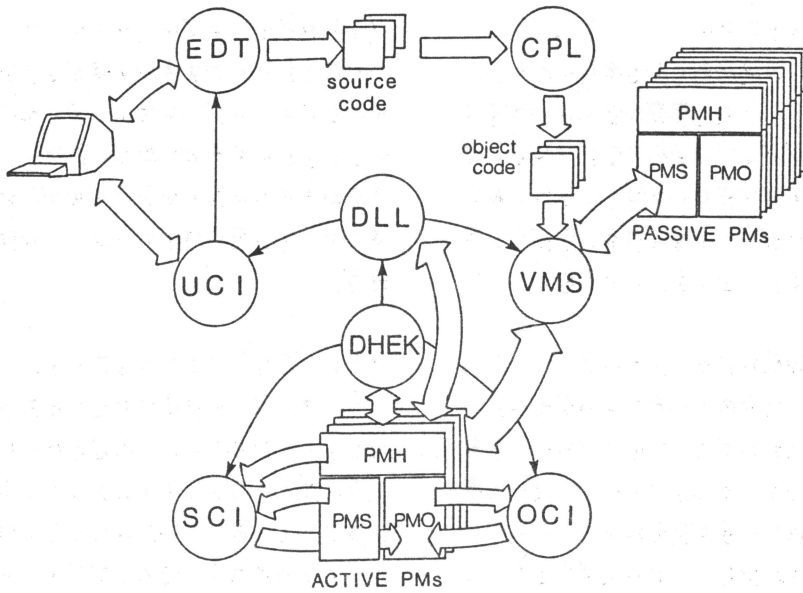 EDT
source
code
CPL
object
code
PMH
PMS
PMO
PASSIVE PMs
DLL
UCI
VMS
DHEK
PMH
PMS
PMO
SCI
OCI
ACTIVE PMs